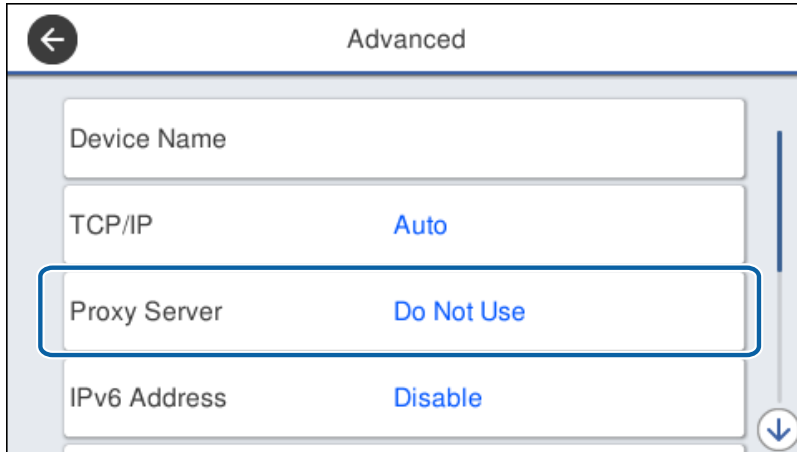 Advanced
Device Name
TCP/IP Auto
Proxy Server Do Not Use
IPv6 Address Disable